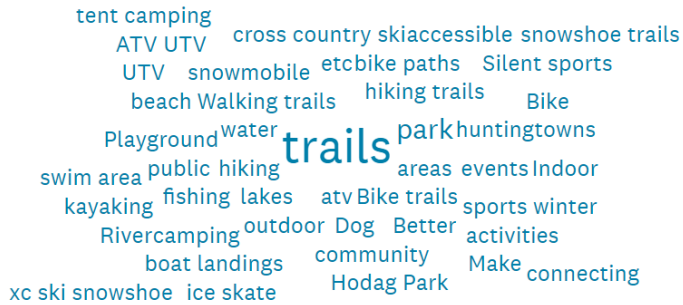 tent camping
ATV UTV cross country skiaccessible snowshoe trails
UTV snowmobile etcbike paths Silent sports
beach Walking trails hiking trails Bike
Playground water trails park huntingtowns
swim area public hiking areas events Indoor
kayaking fishing lakes atv Bike trails sports winter
Rivercamping outdoor Dog Better activities
boat landings community Make connecting
xc ski snowshoe ice skate Hodag Park